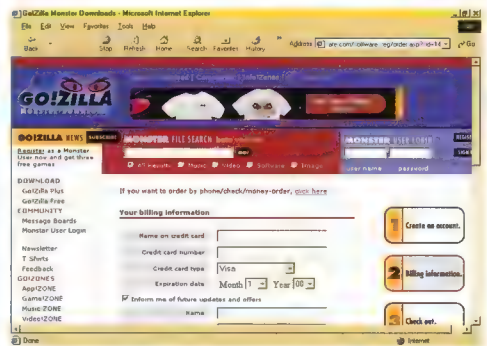 Go!Zilla Monster Downloads - Microsoft Internet Explorer
File Edit View Favorites Tools Help
Back Stop Refresh Home Search Favorites History Address
GO!ZILLA
GO!ZILLA NEWS SUBSCRIBE MONSTER FILE SEARCH MONSTER USER LOGIN
Register as a Monster
User now and get three
free games
All Results Music Video Software Image
user name password
DOWNLOAD
Go!Zilla Plus
Go!Zilla Free
COMMUNITY
Message Boards
Monster User Login
Newsletter
T Shirts
Feedback
GO!ZONES
App!ZONE
Game!ZONE
Music!ZONE
Video!ZONE
If you want to order by phone/check/money-order, click here
Your billing information
Name on credit card
Credit card number
Credit card type Visa
Expiration date Month 1 Year 00
Inform me of future updates and offers
Name
1 Create an account.
2 Billing information.
3 Check out.
Done Internet